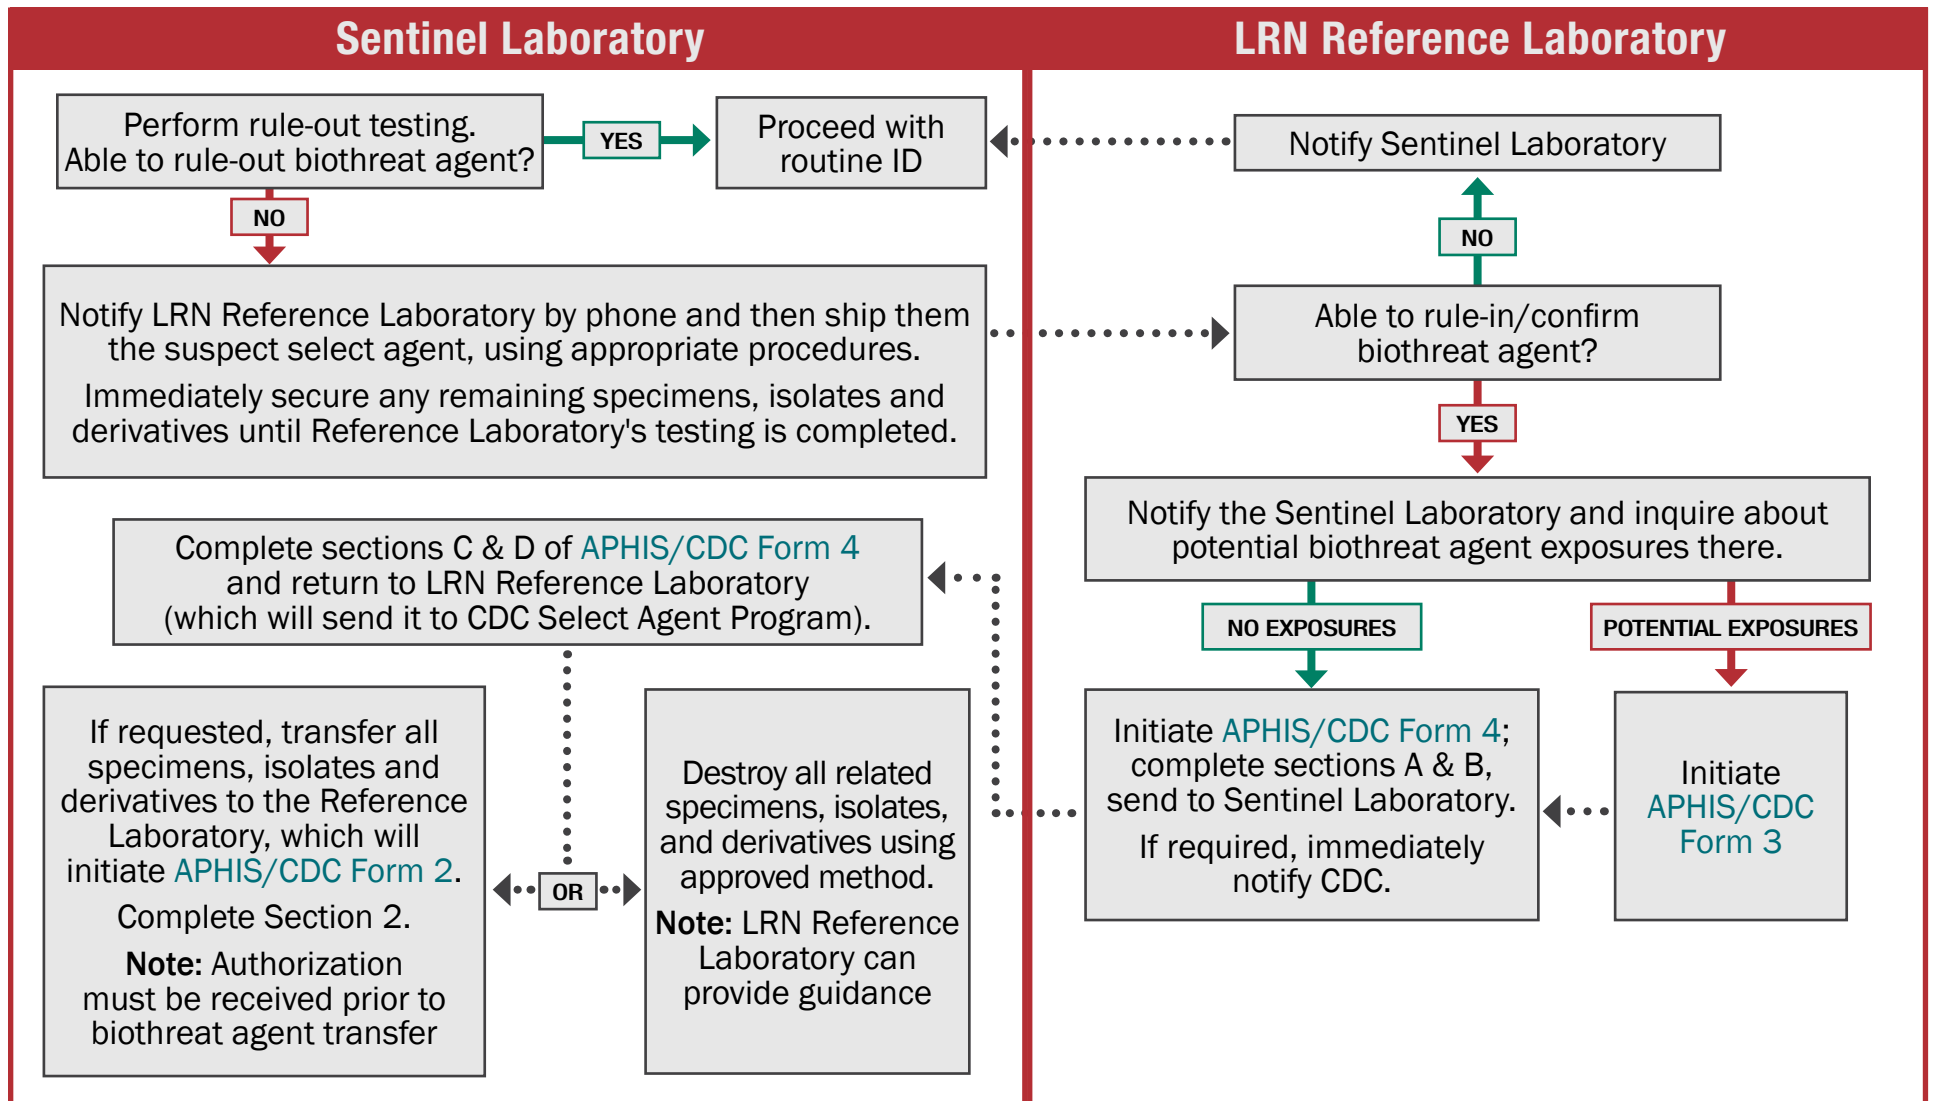 Sentinel Laboratory
Perform rule-out testing.
Able to rule-out biothreat agent?
YES
Proceed with
routine ID
NO
Notify LRN Reference Laboratory by phone and then ship them
the suspect select agent, using appropriate procedures.
Immediately secure any remaining specimens, isolates and
derivatives until Reference Laboratory's testing is completed.
Complete sections C & D of APHIS/CDC Form 4
and return to LRN Reference Laboratory
(which will send it to CDC Select Agent Program).
If requested, transfer all
specimens, isolates and
derivatives to the Reference
Laboratory, which will
initiate APHIS/CDC Form 2.
Complete Section 2.
Note: Authorization
must be received prior to
biothreat agent transfer
OR
Destroy all related
specimens, isolates,
and derivatives using
approved method.
Note: LRN Reference
Laboratory can
provide guidance
LRN Reference Laboratory
Notify Sentinel Laboratory
NO
Able to rule-in/confirm
biothreat agent?
YES
Notify the Sentinel Laboratory and inquire about
potential biothreat agent exposures there.
NO EXPOSURES
POTENTIAL EXPOSURES
Initiate APHIS/CDC Form 4;
complete sections A & B,
send to Sentinel Laboratory.
If required, immediately
notify CDC.
Initiate
APHIS/CDC
Form 3